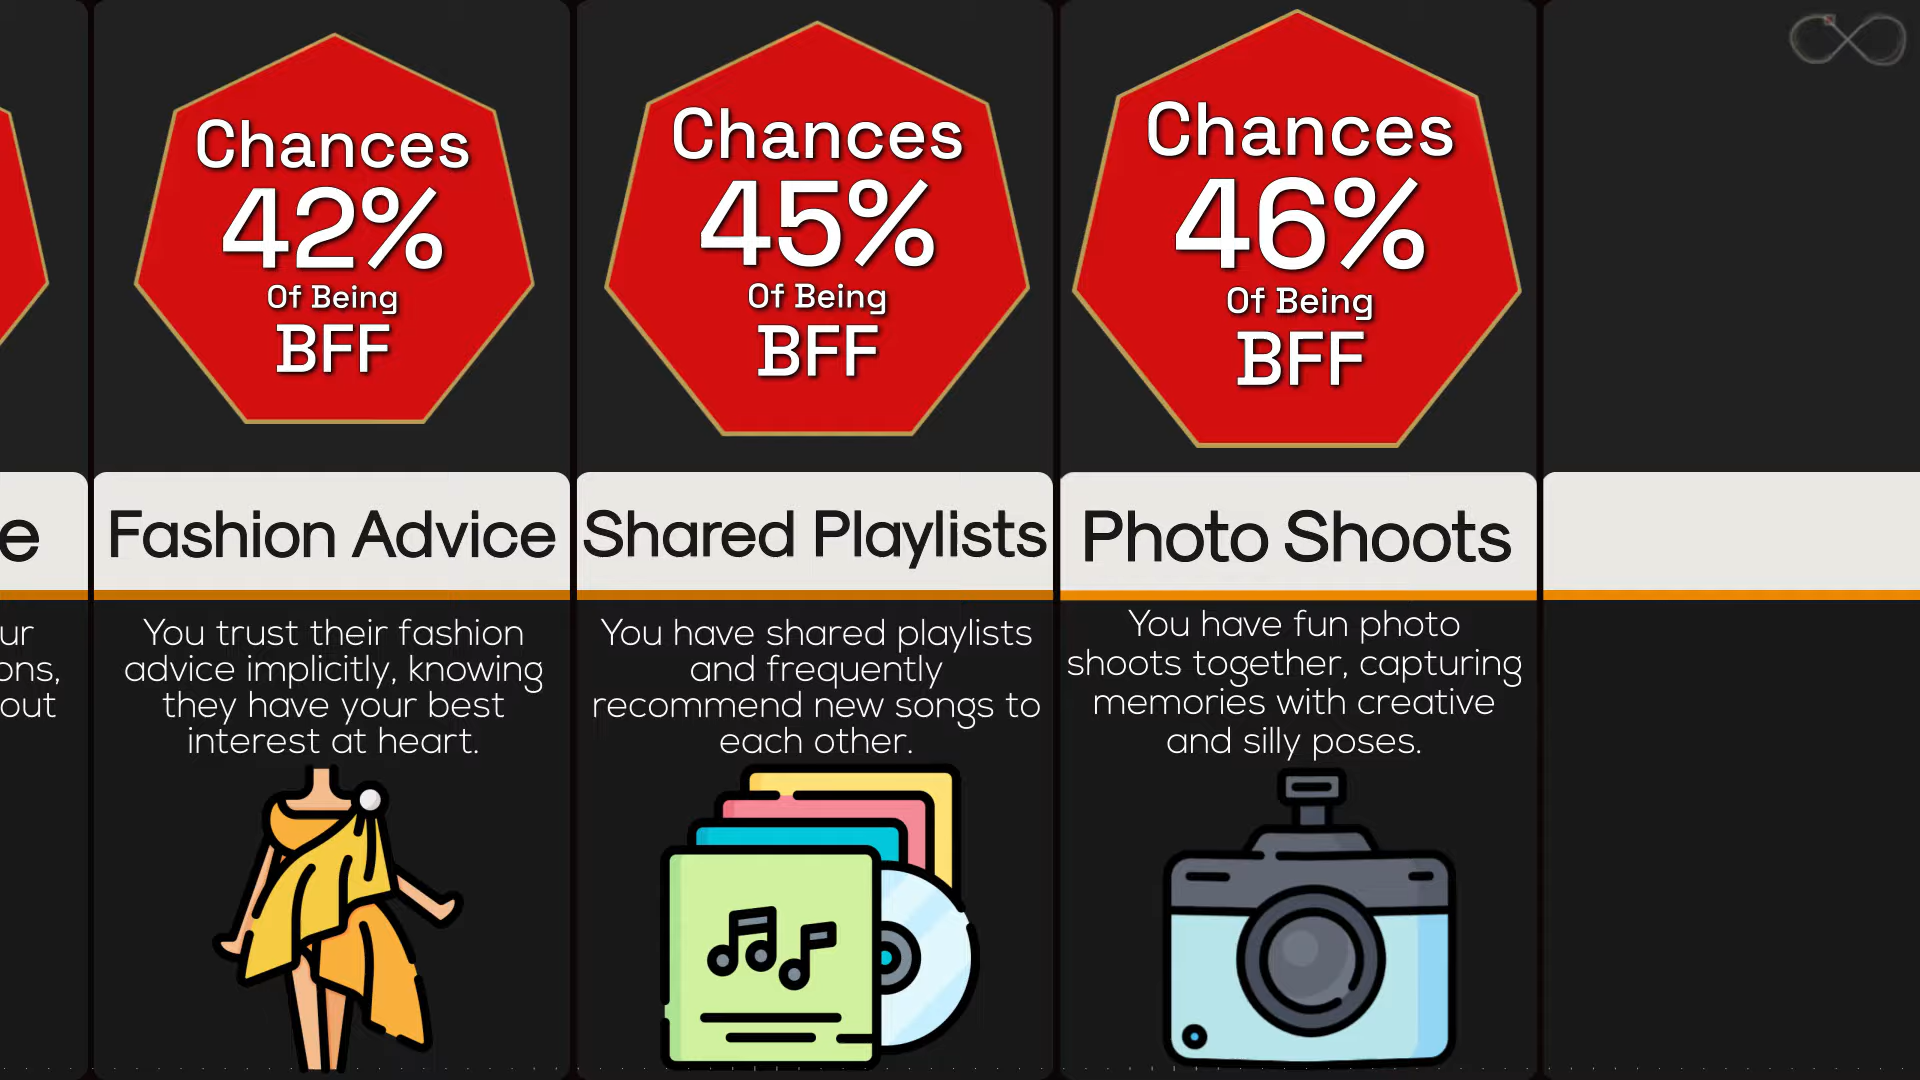 Chances
42%
Of Being
BFF
Fashion Advice
You trust their fashion
advice implicitly, knowing
they have your best
interest at heart.
Chances
45%
Of Being
BFF
Shared Playlists
You have shared playlists
and frequently
recommend new songs to
each other.
Chances
46%
Of Being
BFF
Photo Shoots
You have fun photo
shoots together, capturing
memories with creative
and silly poses.